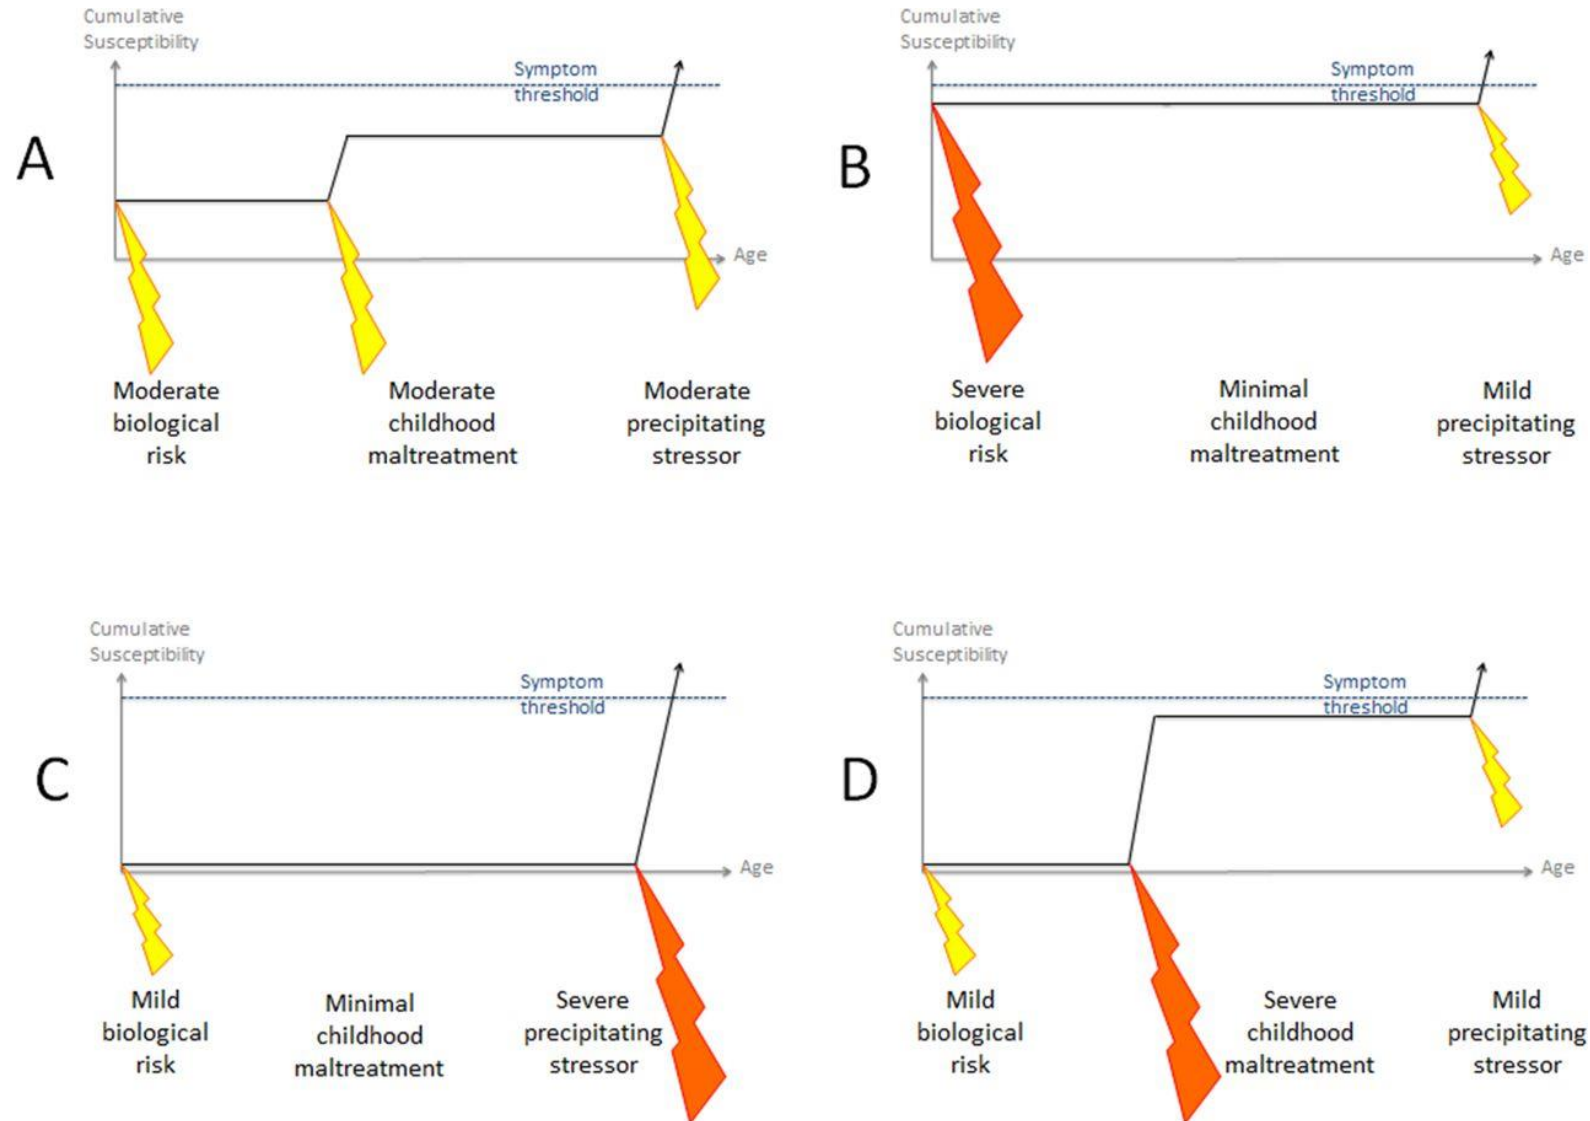 Cumulative
Susceptibility
Symptom
threshold
A
Age
Moderate
biological
risk
Moderate
childhood
maltreatment
Moderate
precipitating
stressor
Cumulative
Susceptibility
Symptom
threshold
B
Age
Severe
biological
risk
Minimal
childhood
maltreatment
Mild
precipitating
stressor
Cumulative
Susceptibility
Symptom
threshold
C
Age
Mild
biological
risk
Minimal
childhood
maltreatment
Severe
precipitating
stressor
Cumulative
Susceptibility
Symptom
threshold
D
Age
Mild
biological
risk
Severe
childhood
maltreatment
Mild
precipitating
stressor